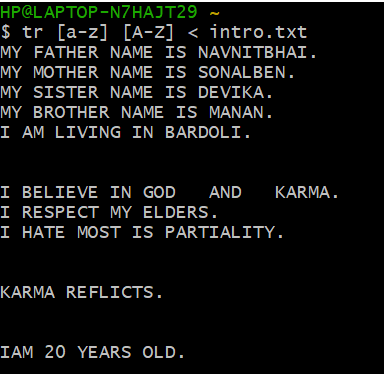 HP@LAPTOP-N7HAJT29 ~
$ tr [a-z] [A-Z] < intro.txt
MY FATHER NAME IS NAVNITBHAI.
MY MOTHER NAME IS SONALBEN.
MY SISTER NAME IS DEVIKA.
MY BROTHER NAME IS MANAN.
I AM LIVING IN BARDOLI.
I BELIEVE IN GOD   AND   KARMA.
I RESPECT MY ELDERS.
I HATE MOST IS PARTIALITY.
KARMA REFLICTS.
IAM 20 YEARS OLD.